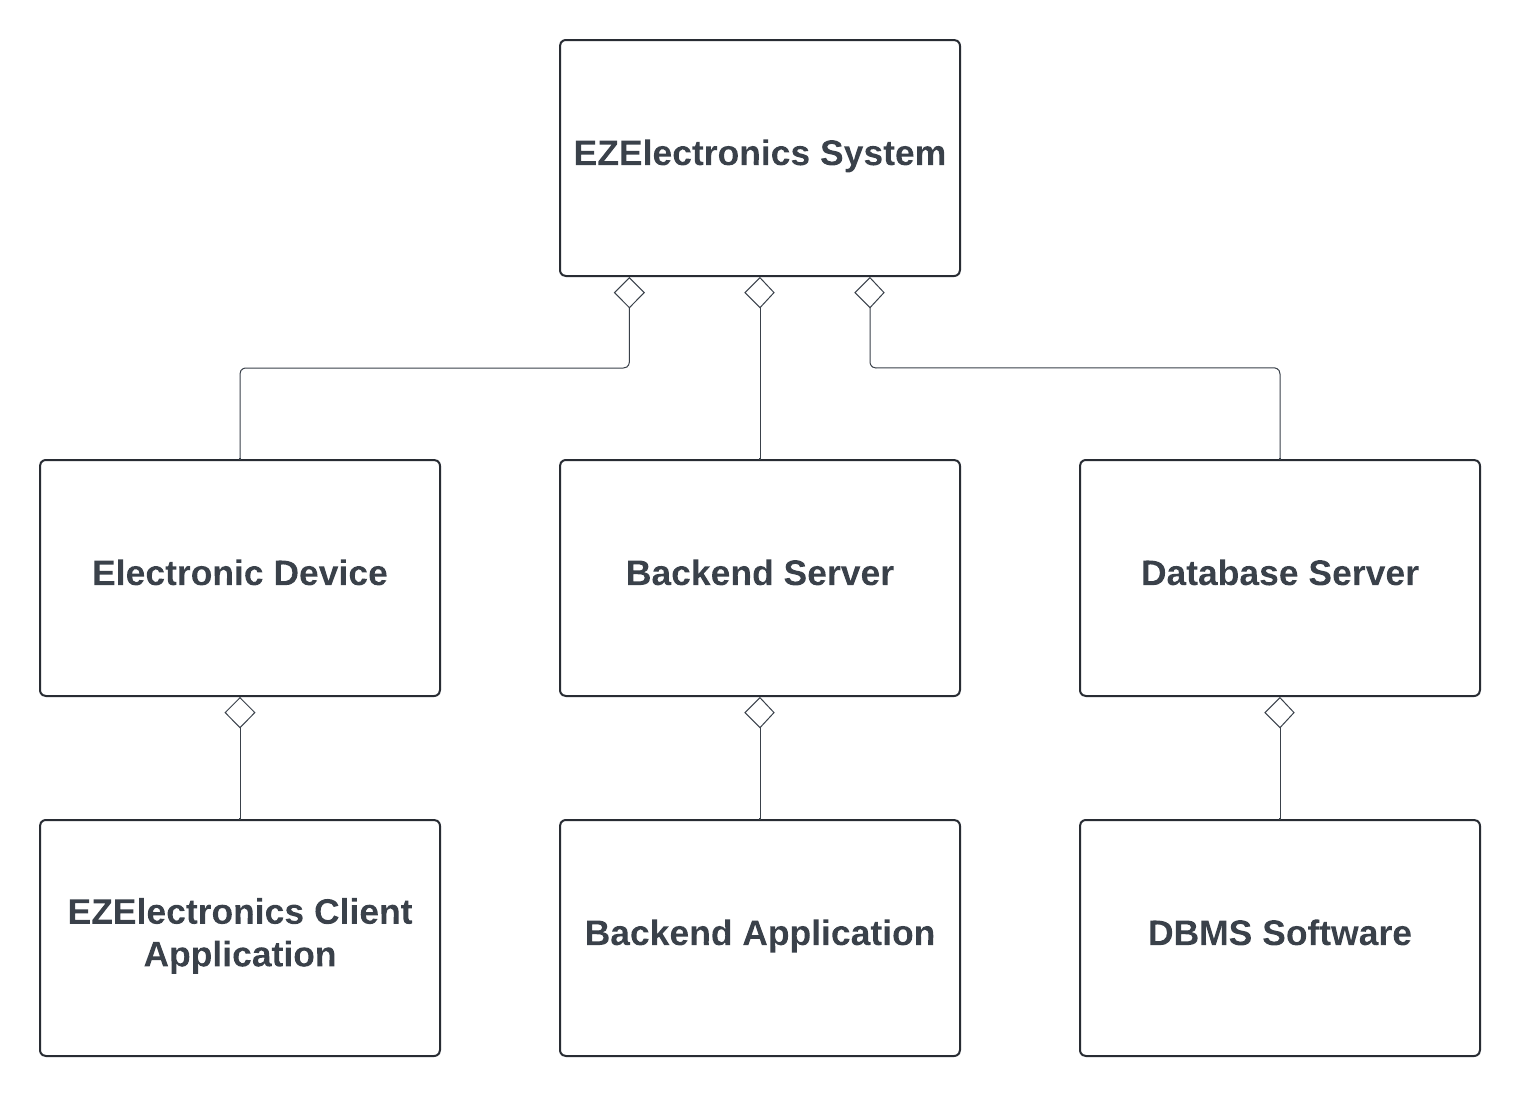 EZElectronics System
Electronic Device
Backend Server
Database Server
EZElectronics Client
Application
Backend Application
DBMS Software